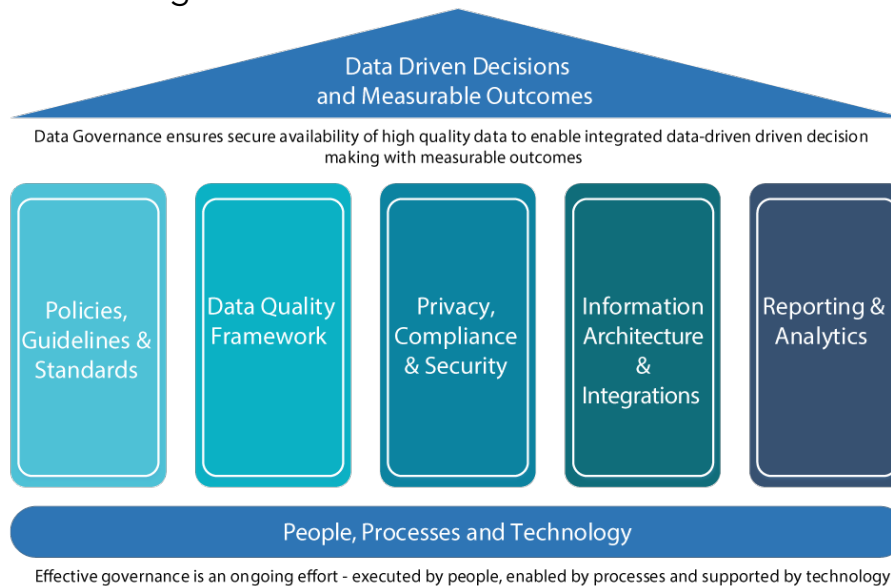 Data Driven Decisions
and Measurable Outcomes
Data Governance ensures secure availability of high quality data to enable integrated data-driven driven decision
making with measurable outcomes
Policies,
Guidelines &
Standards
Data Quality
Framework
Privacy,
Compliance
& Security
Information
Architecture
&
Integrations
Reporting &
Analytics
People, Processes and Technology
Effective governance is an ongoing effort - executed by people, enabled by processes and supported by technology